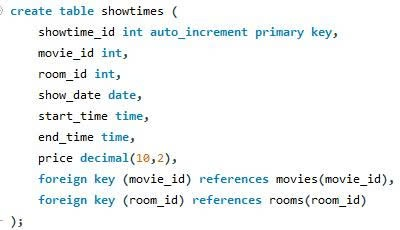 create table showtimes (
showtime_id int auto_increment primary key,
movie_id int,
room_id int,
show_date date,
start_time time,
end_time time,
price decimal(10,2),
foreign key (movie_id) references movies(movie_id),
foreign key (room_id) references rooms(room_id)
);